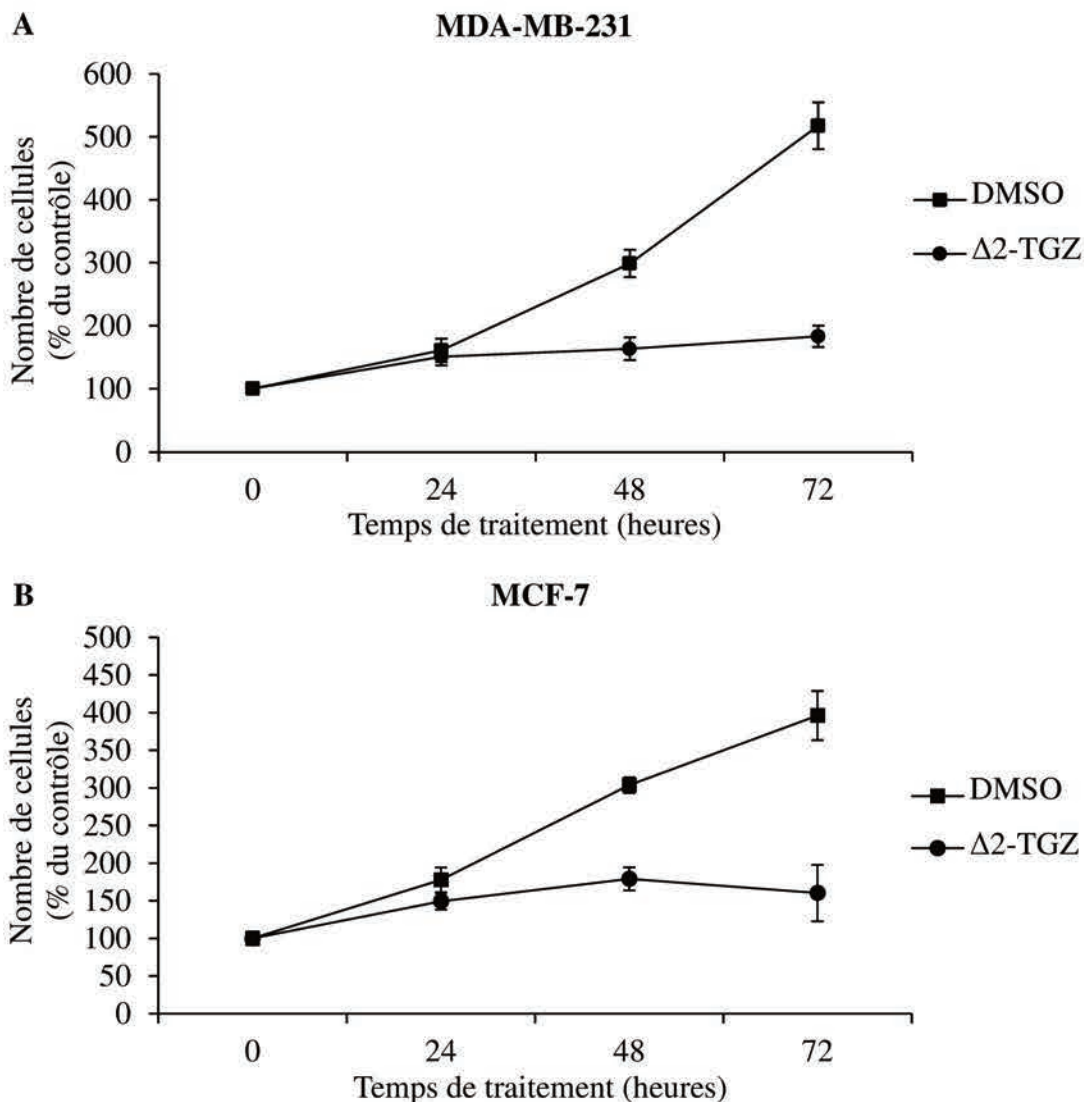 A
MDA-MB-231
600
500
400
300
200
100
0
Nombre de cellules
(% du contrôle)
0 24 48 72
Temps de traitement (heures)
DMSO
Δ2-TGZ
B
MCF-7
500
450
400
350
300
250
200
150
100
50
0
Nombre de cellules
(% du contrôle)
0 24 48 72
Temps de traitement (heures)
DMSO
Δ2-TGZ